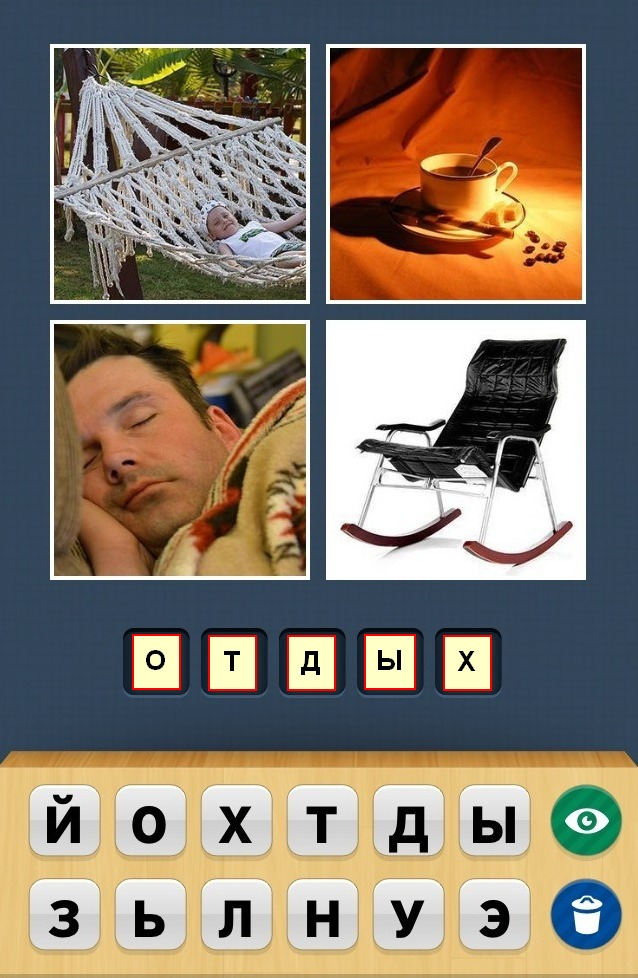 О Т Д Ы Х
Й О Х Т Д Ы
З Ь Л Н У Э